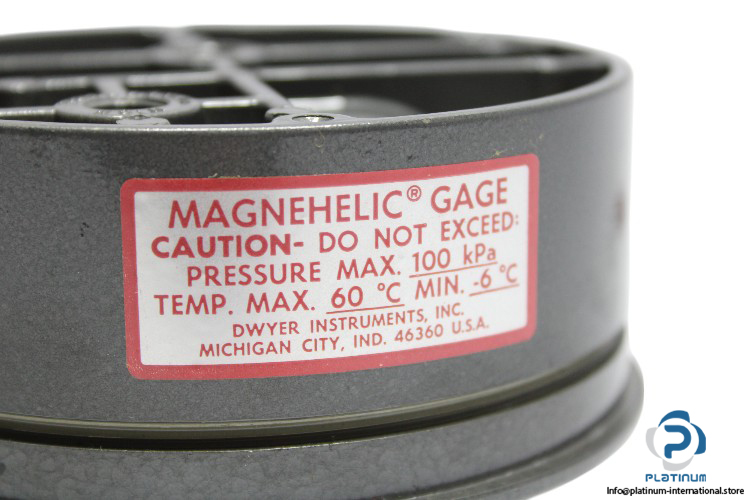 MAGNEHELIC® GAGE
CAUTION- DO NOT EXCEED:
PRESSURE MAX. 100 kPa
TEMP. MAX. 60 °C MIN. -6 °C
DWYER INSTRUMENTS, INC.
MICHIGAN CITY, IND. 46360 U.S.A.
PLATINUM
Info@platinum-international.store